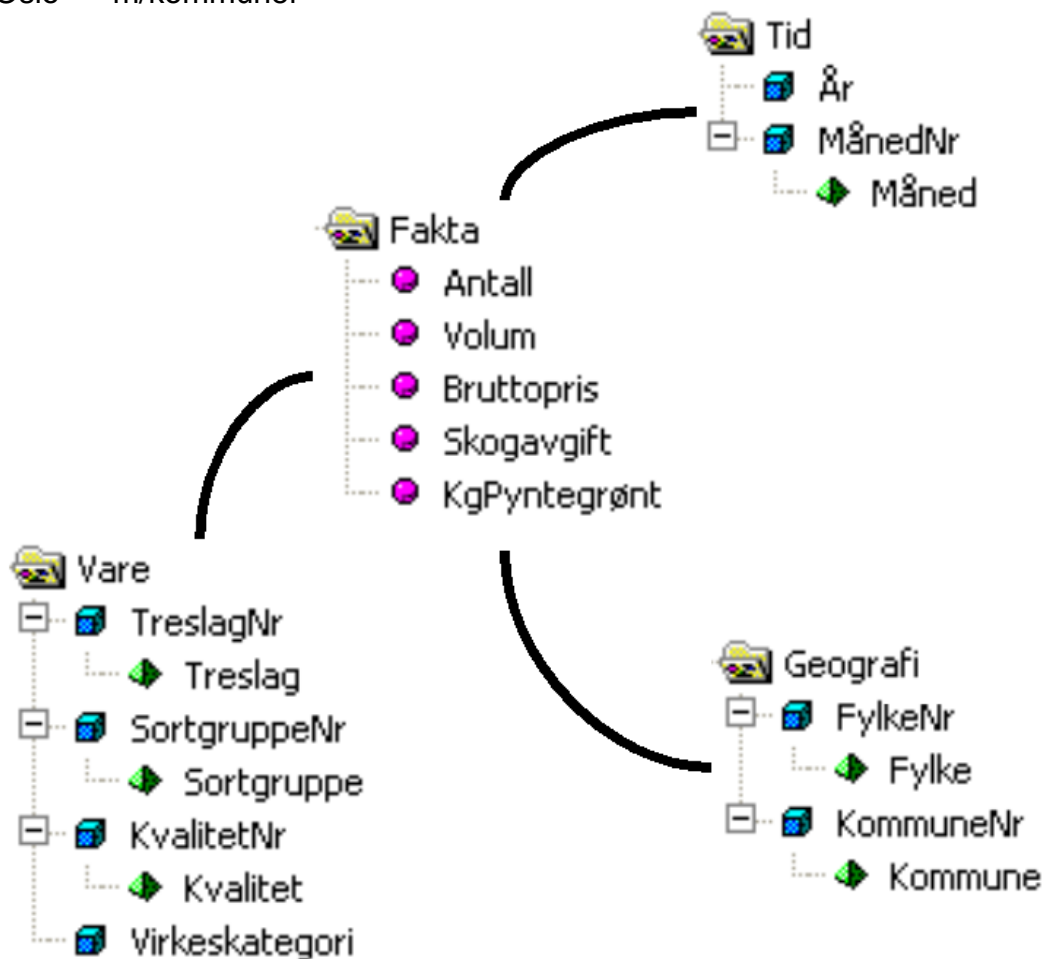 m/kommuner
Tid
År
MånedNr
Måned
Fakta
Antall
Volum
Bruttopris
Skogavgift
KgPyntegrønt
Vare
TreslagNr
Treslag
SortgruppeNr
Sortgruppe
KvalitetNr
Kvalitet
Virkeskategori
Geografi
FylkeNr
Fylke
KommuneNr
Kommune